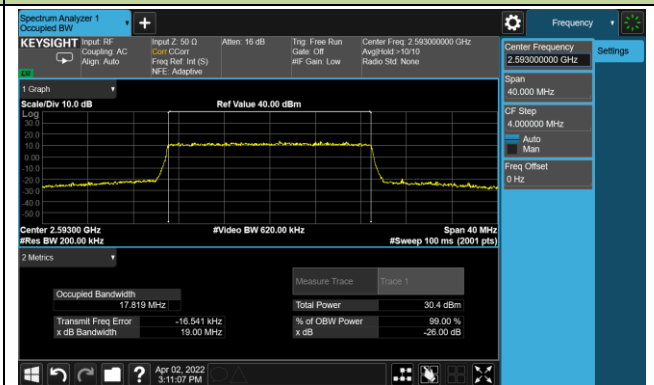 Spectrum Analyzer 1
Occupied BW
Frequency
KEYSIGHT
Input: RF
Coupling: AC
Align: Auto
Input Z: 50 Ω
Corr CCorr
Freq Ref: Int (S)
NFE: Adaptive
Atten: 16 dB
Trig: Free Run
Gate: Off
#IF Gain: Low
Center Freq: 2.593000000 GHz
Avg|Hold:>10/10
Radio Std: None
1 Graph
Scale/Div 10.0 dB
Ref Value 40.00 dBm
Log
30.0
20.0
10.0
0.00
-10.0
-20.0
-30.0
-40.0
-50.0
Center 2.59300 GHz
#Video BW 620.00 kHz
Span 40 MHz
#Res BW 200.00 kHz
#Sweep 100 ms (2001 pts)
2 Metrics
Measure Trace
Trace 1
Occupied Bandwidth
17.819 MHz
Total Power
30.4 dBm
Transmit Freq Error
-16.541 kHz
% of OBW Power
99.00 %
x dB Bandwidth
19.00 MHz
x dB
-26.00 dB
Apr 02, 2022
3:11:07 PM
Center Frequency
2.593000000 GHz
Settings
Span
40.000 MHz
CF Step
4.000000 MHz
Auto
Man
Freq Offset
0 Hz